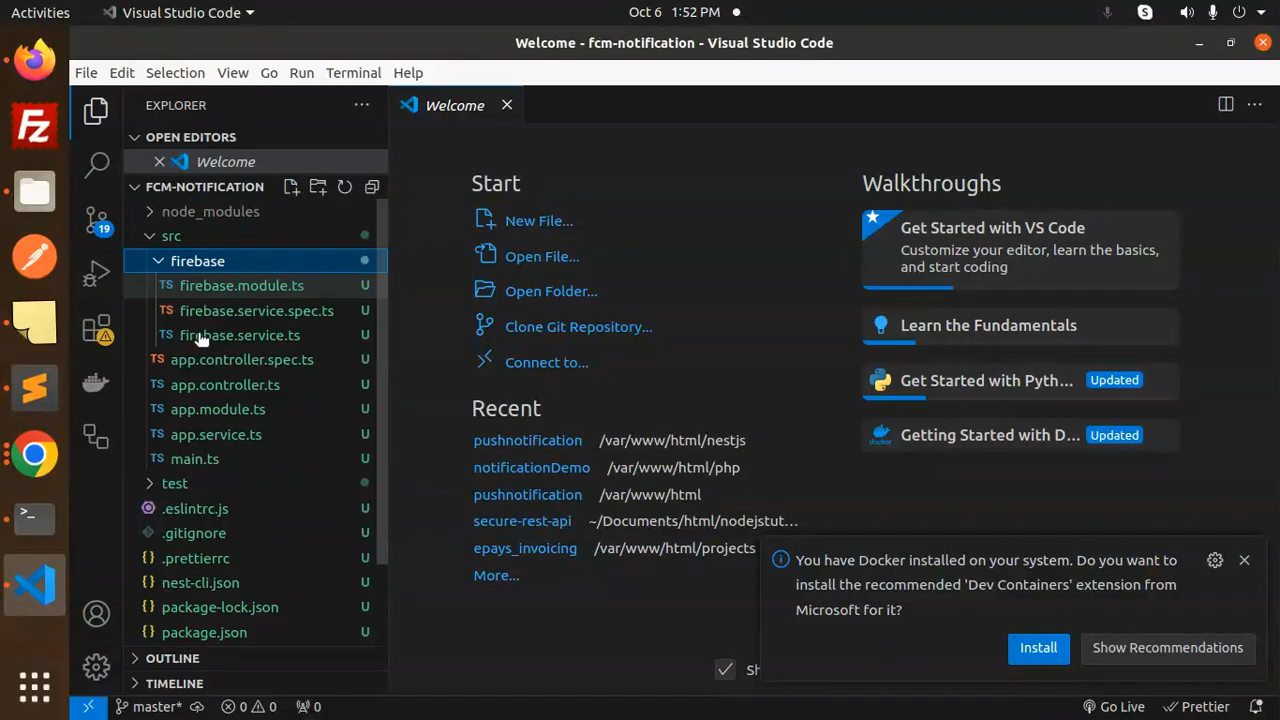 Activities
Visual Studio Code
Oct 6 1:52 PM
Welcome - fcm-notification - Visual Studio Code
File Edit Selection View Go Run Terminal Help
EXPLORER
Welcome
OPEN EDITORS
Welcome
FCM-NOTIFICATION
node_modules
src
firebase
TS firebase.module.ts U
TS firebase.service.spec.ts U
TS firebase.service.ts U
TS app.controller.spec.ts U
TS app.controller.ts U
TS app.module.ts U
TS app.service.ts U
TS main.ts U
test
.eslintrc.js U
.gitignore U
{} .prettierrc U
{} nest-cli.json U
{} package-lock.json U
{} package.json U
OUTLINE
TIMELINE
19
Start
New File...
Open File...
Open Folder...
Clone Git Repository...
Connect to...
Recent
pushnotification /var/www/html/nestjs
notificationDemo /var/www/html/php
pushnotification /var/www/html
secure-rest-api ~/Documents/html/nodejstut...
epays_invoicing /var/www/html/projects
More...
Walkthroughs
Get Started with VS Code
Customize your editor, learn the basics,
and start coding
Learn the Fundamentals
Get Started with Pyth... Updated
Getting Started with D... Updated
You have Docker installed on your system. Do you want to
install the recommended 'Dev Containers' extension from
Microsoft for it?
Install Show Recommendations
Sh
master* 0 0 0
Go Live Prettier